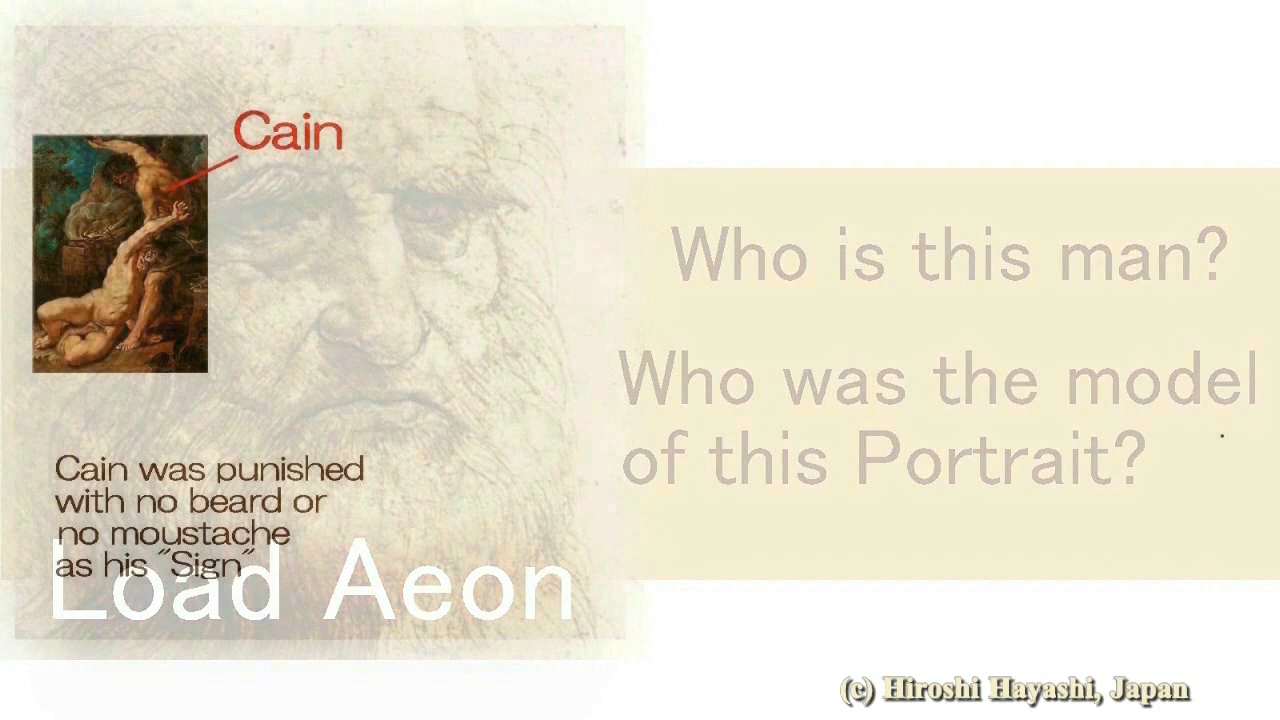 Cain
Who is this man?
Who was the model
of this Portrait?
Cain was punished
with no beard or
no moustache
as his "Sign"
Load Aeon
(c) Hiroshi Hayashi, Japan